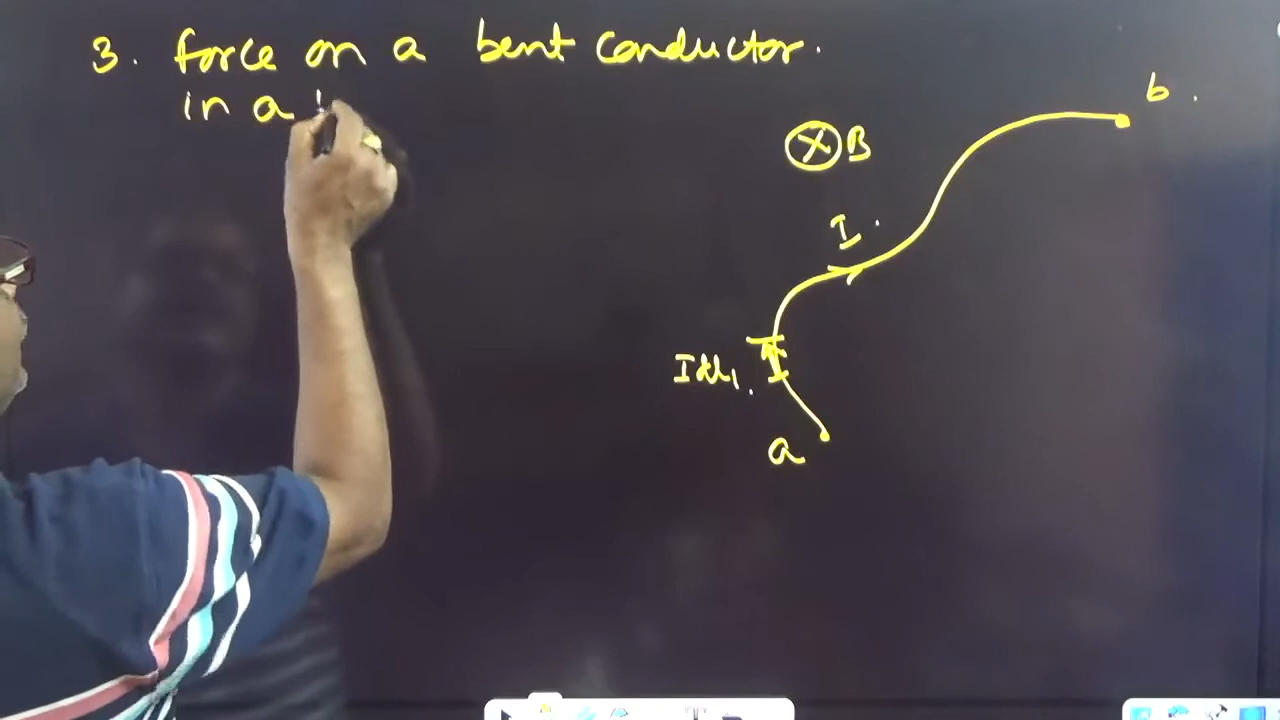 3. force on a bent conductor.
in a
b.
B
I.
Idl₁.
a